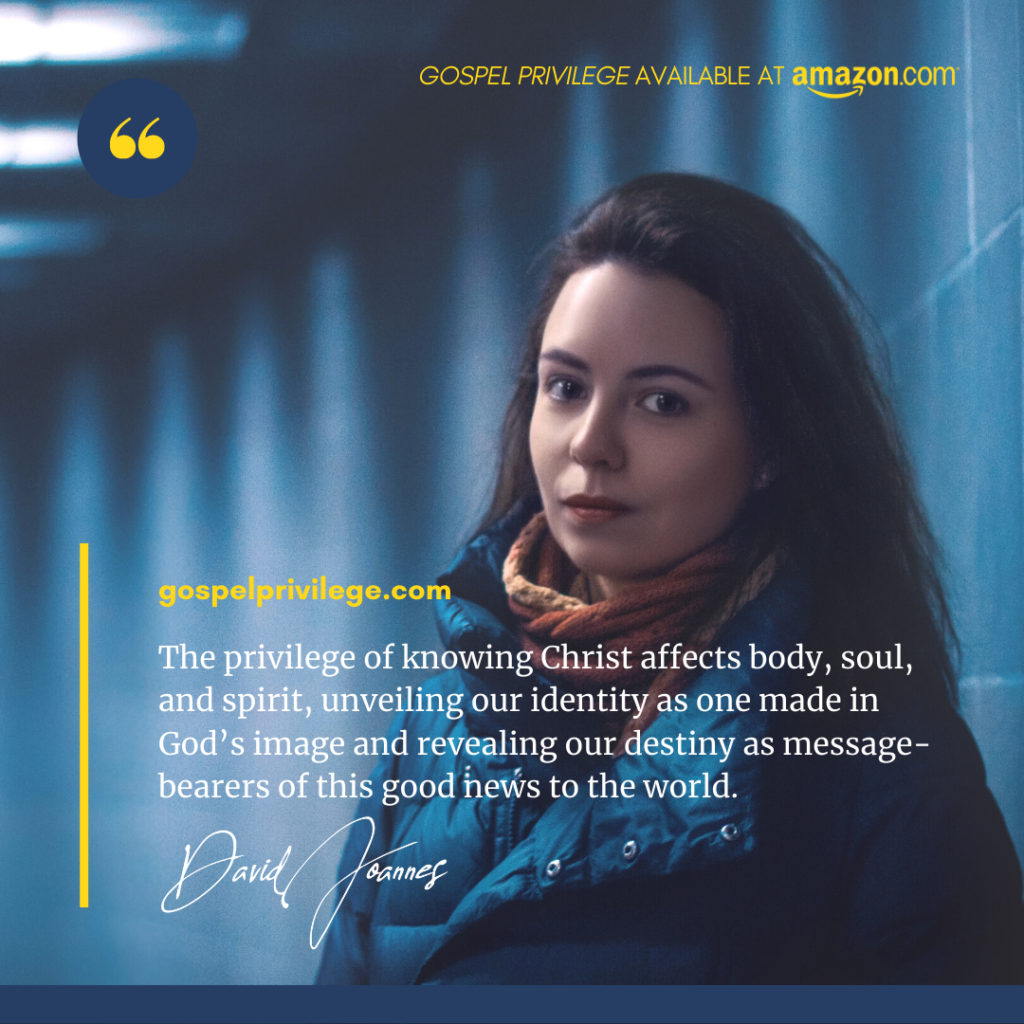 GOSPEL PRIVILEGE AVAILABLE AT amazon.com
“
gospelprivilege.com
The privilege of knowing Christ affects body, soul,
and spirit, unveiling our identity as one made in
God’s image and revealing our destiny as message-
bearers of this good news to the world.
David Joannes